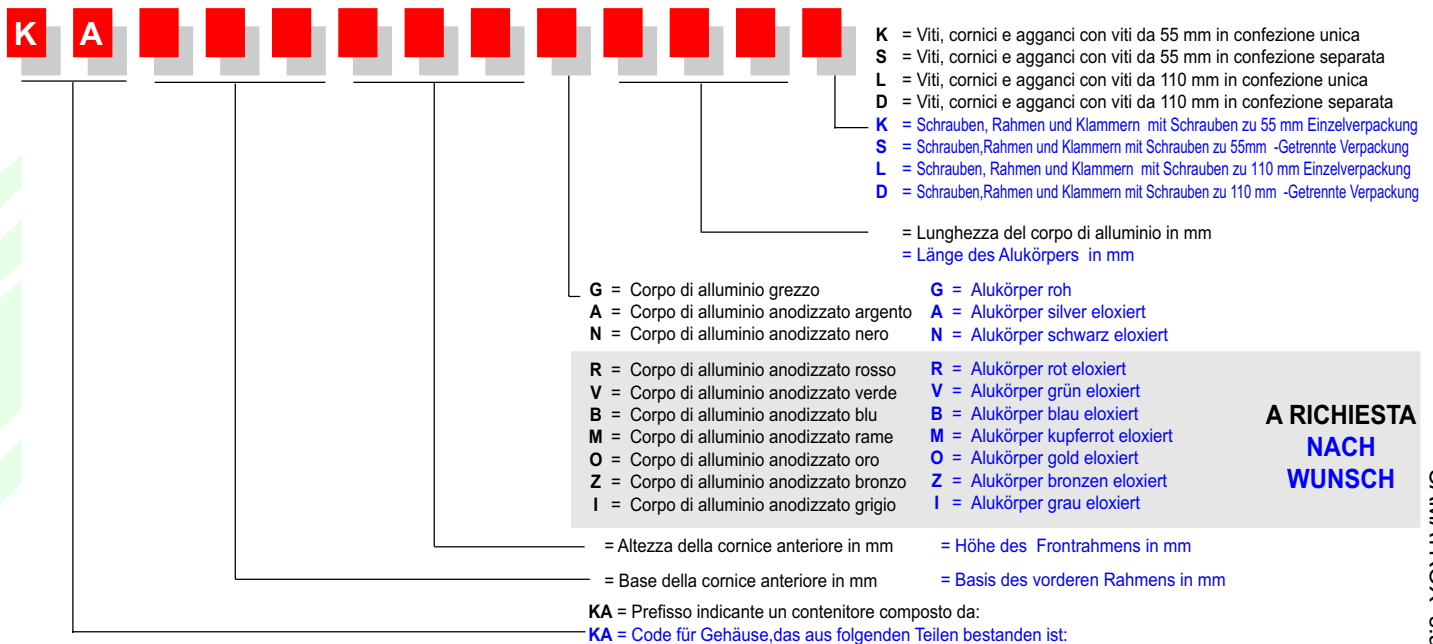 K A
K = Viti, cornici e agganci con viti da 55 mm in confezione unica
S = Viti, cornici e agganci con viti da 55 mm in confezione separata
L = Viti, cornici e agganci con viti da 110 mm in confezione unica
D = Viti, cornici e agganci con viti da 110 mm in confezione separata
K = Schrauben, Rahmen und Klammern mit Schrauben zu 55 mm Einzelverpackung
S = Schrauben,Rahmen und Klammern mit Schrauben zu 55mm -Getrennte Verpackung
L = Schrauben, Rahmen und Klammern mit Schrauben zu 110 mm Einzelverpackung
D = Schrauben,Rahmen und Klammern mit Schrauben zu 110 mm -Getrennte Verpackung
= Lunghezza del corpo di alluminio in mm
= Länge des Alukörpers in mm
G = Corpo di alluminio grezzo G = Alukörper roh
A = Corpo di alluminio anodizzato argento A = Alukörper silver eloxiert
N = Corpo di alluminio anodizzato nero N = Alukörper schwarz eloxiert
R = Corpo di alluminio anodizzato rosso R = Alukörper rot eloxiert
V = Corpo di alluminio anodizzato verde V = Alukörper grün eloxiert
B = Corpo di alluminio anodizzato blu B = Alukörper blau eloxiert
M = Corpo di alluminio anodizzato rame M = Alukörper kupferrot eloxiert
O = Corpo di alluminio anodizzato oro O = Alukörper gold eloxiert
Z = Corpo di alluminio anodizzato bronzo Z = Alukörper bronzen eloxiert
I = Corpo di alluminio anodizzato grigio I = Alukörper grau eloxiert
A RICHIESTA
NACH
WUNSCH
= Altezza della cornice anteriore in mm = Höhe des Frontrahmens in mm
= Base della cornice anteriore in mm = Basis des vorderen Rahmens in mm
KA = Prefisso indicante un contenitore composto da:
KA = Code für Gehäuse,das aus folgenden Teilen bestanden ist: